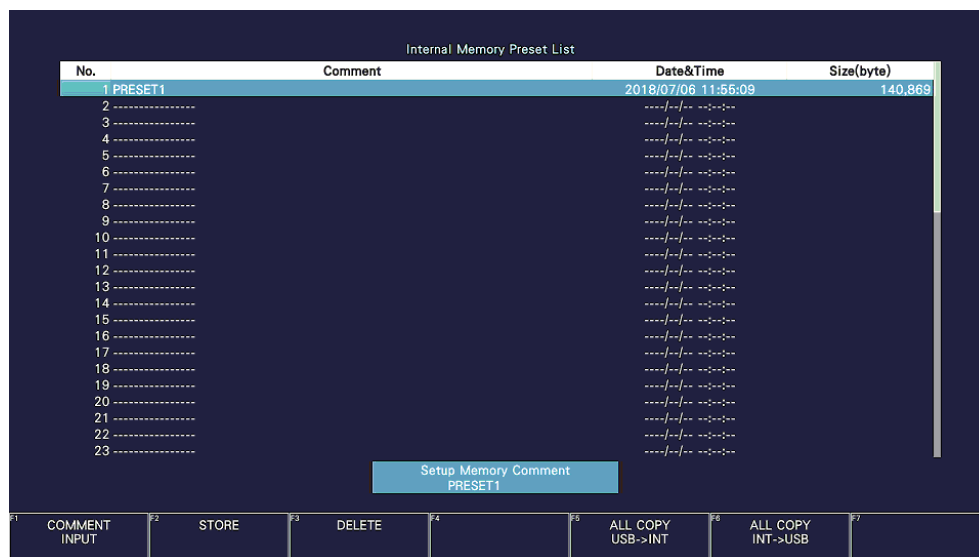 Internal Memory Preset List
No. Comment Date&Time Size(byte)
1 PRESET1 2018/07/06 11:55:09 140,869
2 ---------------- ----/--/-- --:--:--
3 ---------------- ----/--/-- --:--:--
4 ---------------- ----/--/-- --:--:--
5 ---------------- ----/--/-- --:--:--
6 ---------------- ----/--/-- --:--:--
7 ---------------- ----/--/-- --:--:--
8 ---------------- ----/--/-- --:--:--
9 ---------------- ----/--/-- --:--:--
10 ---------------- ----/--/-- --:--:--
11 ---------------- ----/--/-- --:--:--
12 ---------------- ----/--/-- --:--:--
13 ---------------- ----/--/-- --:--:--
14 ---------------- ----/--/-- --:--:--
15 ---------------- ----/--/-- --:--:--
16 ---------------- ----/--/-- --:--:--
17 ---------------- ----/--/-- --:--:--
18 ---------------- ----/--/-- --:--:--
19 ---------------- ----/--/-- --:--:--
20 ---------------- ----/--/-- --:--:--
21 ---------------- ----/--/-- --:--:--
22 ---------------- ----/--/-- --:--:--
23 ---------------- ----/--/-- --:--:--
Setup Memory Comment
PRESET1
F1 COMMENT F2 STORE F3 DELETE F4 F5 ALL COPY F6 ALL COPY F7
INPUT USB->INT INT->USB